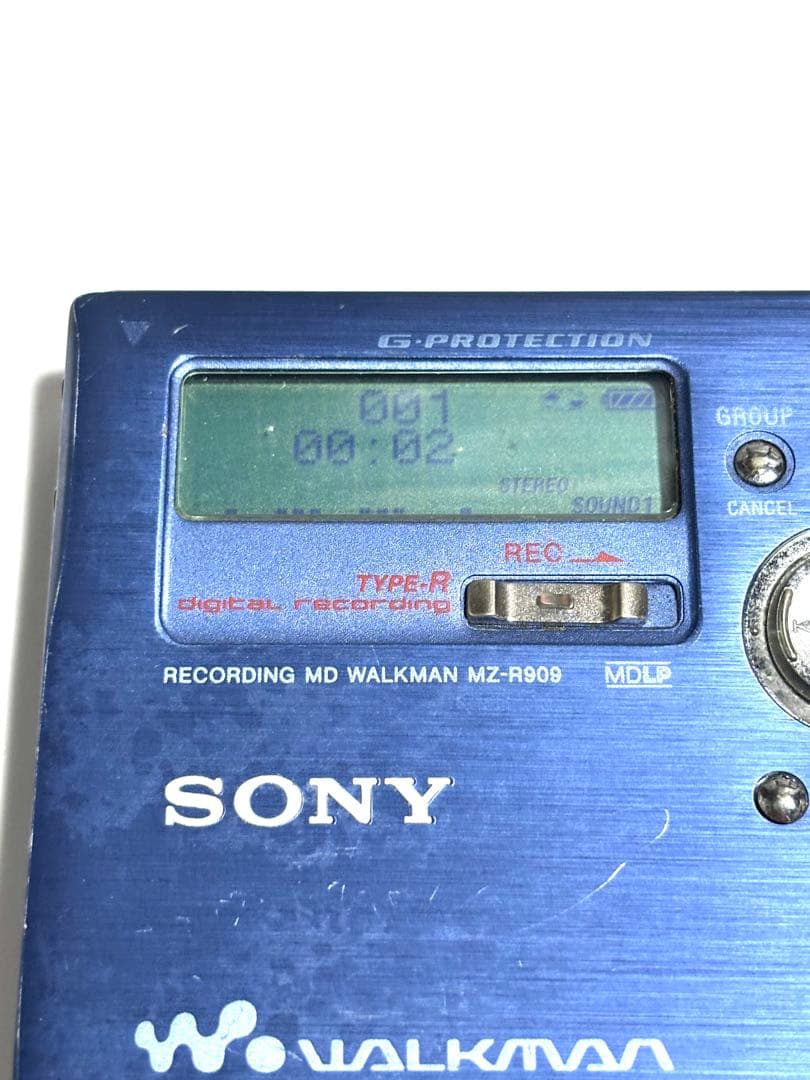 G·PROTECTION
001
00:02
STEREO
SOUND1
GROUP
CANCEL
REC
TYPE-R
digital recording
RECORDING MD WALKMAN MZ-R909
MDLP
SONY
W. WALKMAN